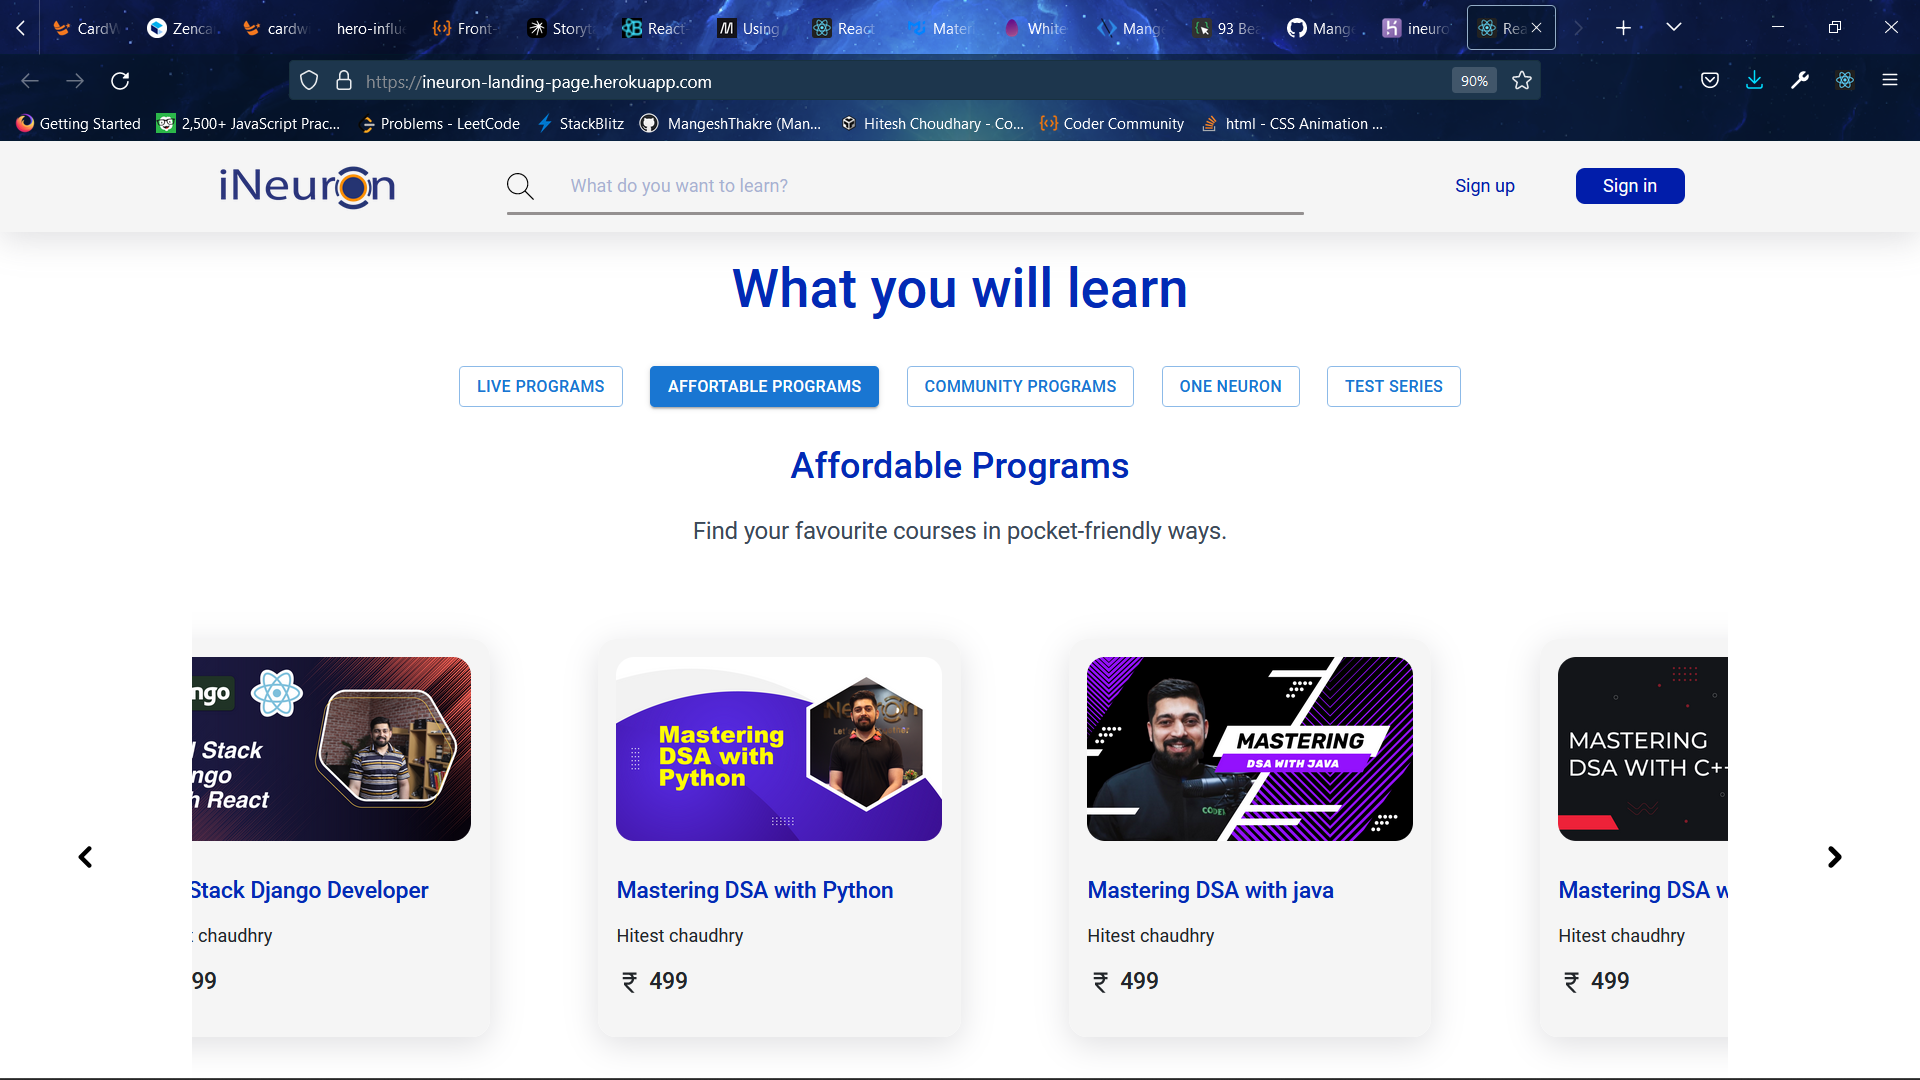 CardW
Zenca
cardw
hero-influ
Front-
Storyt
React
Using
React
Mater
White
Mang
93 Bea
Mange
ineuro
Rea
https://ineuron-landing-page.herokuapp.com
90%
Getting Started
2,500+ JavaScript Prac...
Problems - LeetCode
StackBlitz
MangeshThakre (Man...
Hitesh Choudhary - Co...
Coder Community
html - CSS Animation ...
iNeuron
What do you want to learn?
Sign up
Sign in
What you will learn
LIVE PROGRAMS
AFFORTABLE PROGRAMS
COMMUNITY PROGRAMS
ONE NEURON
TEST SERIES
Affordable Programs
Find your favourite courses in pocket-friendly ways.
ngo
l Stack
ngo
h React
Stack Django Developer
t chaudhry
99
Mastering
DSA with
Python
Mastering DSA with Python
Hitest chaudhry
₹ 499
MASTERING
DSA WITH JAVA
Mastering DSA with java
Hitest chaudhry
₹ 499
MASTERING
DSA WITH C+
Mastering DSA w
Hitest chaudhry
₹ 499